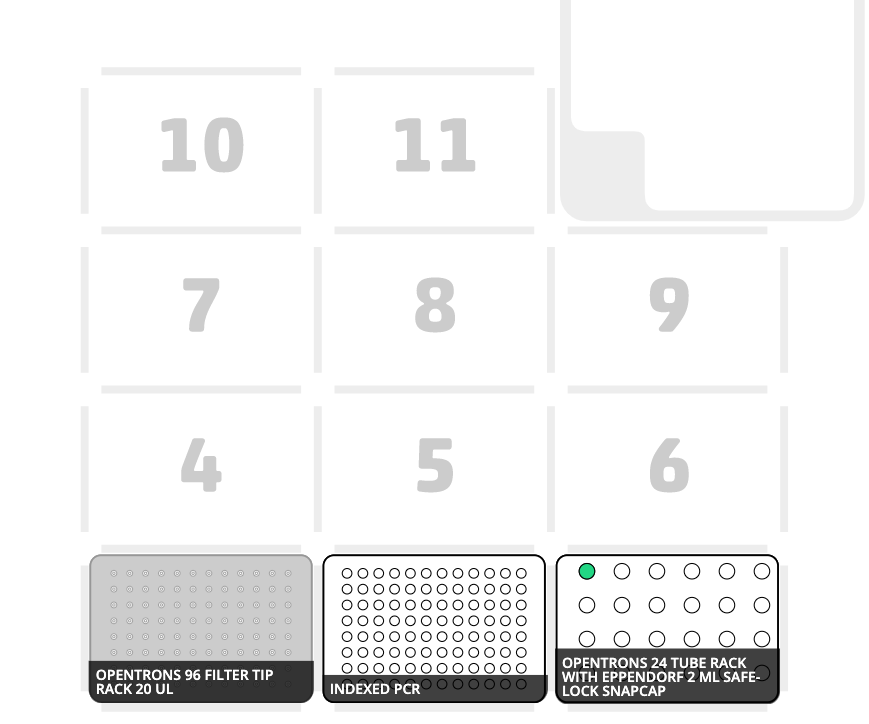 10
11
7
8
9
4
5
6
OPENTRONS 96 FILTER TIP
RACK 20 UL
INDEXED PCR
OPENTRONS 24 TUBE RACK
WITH EPPENDORF 2 ML SAFE-
LOCK SNAPCAP